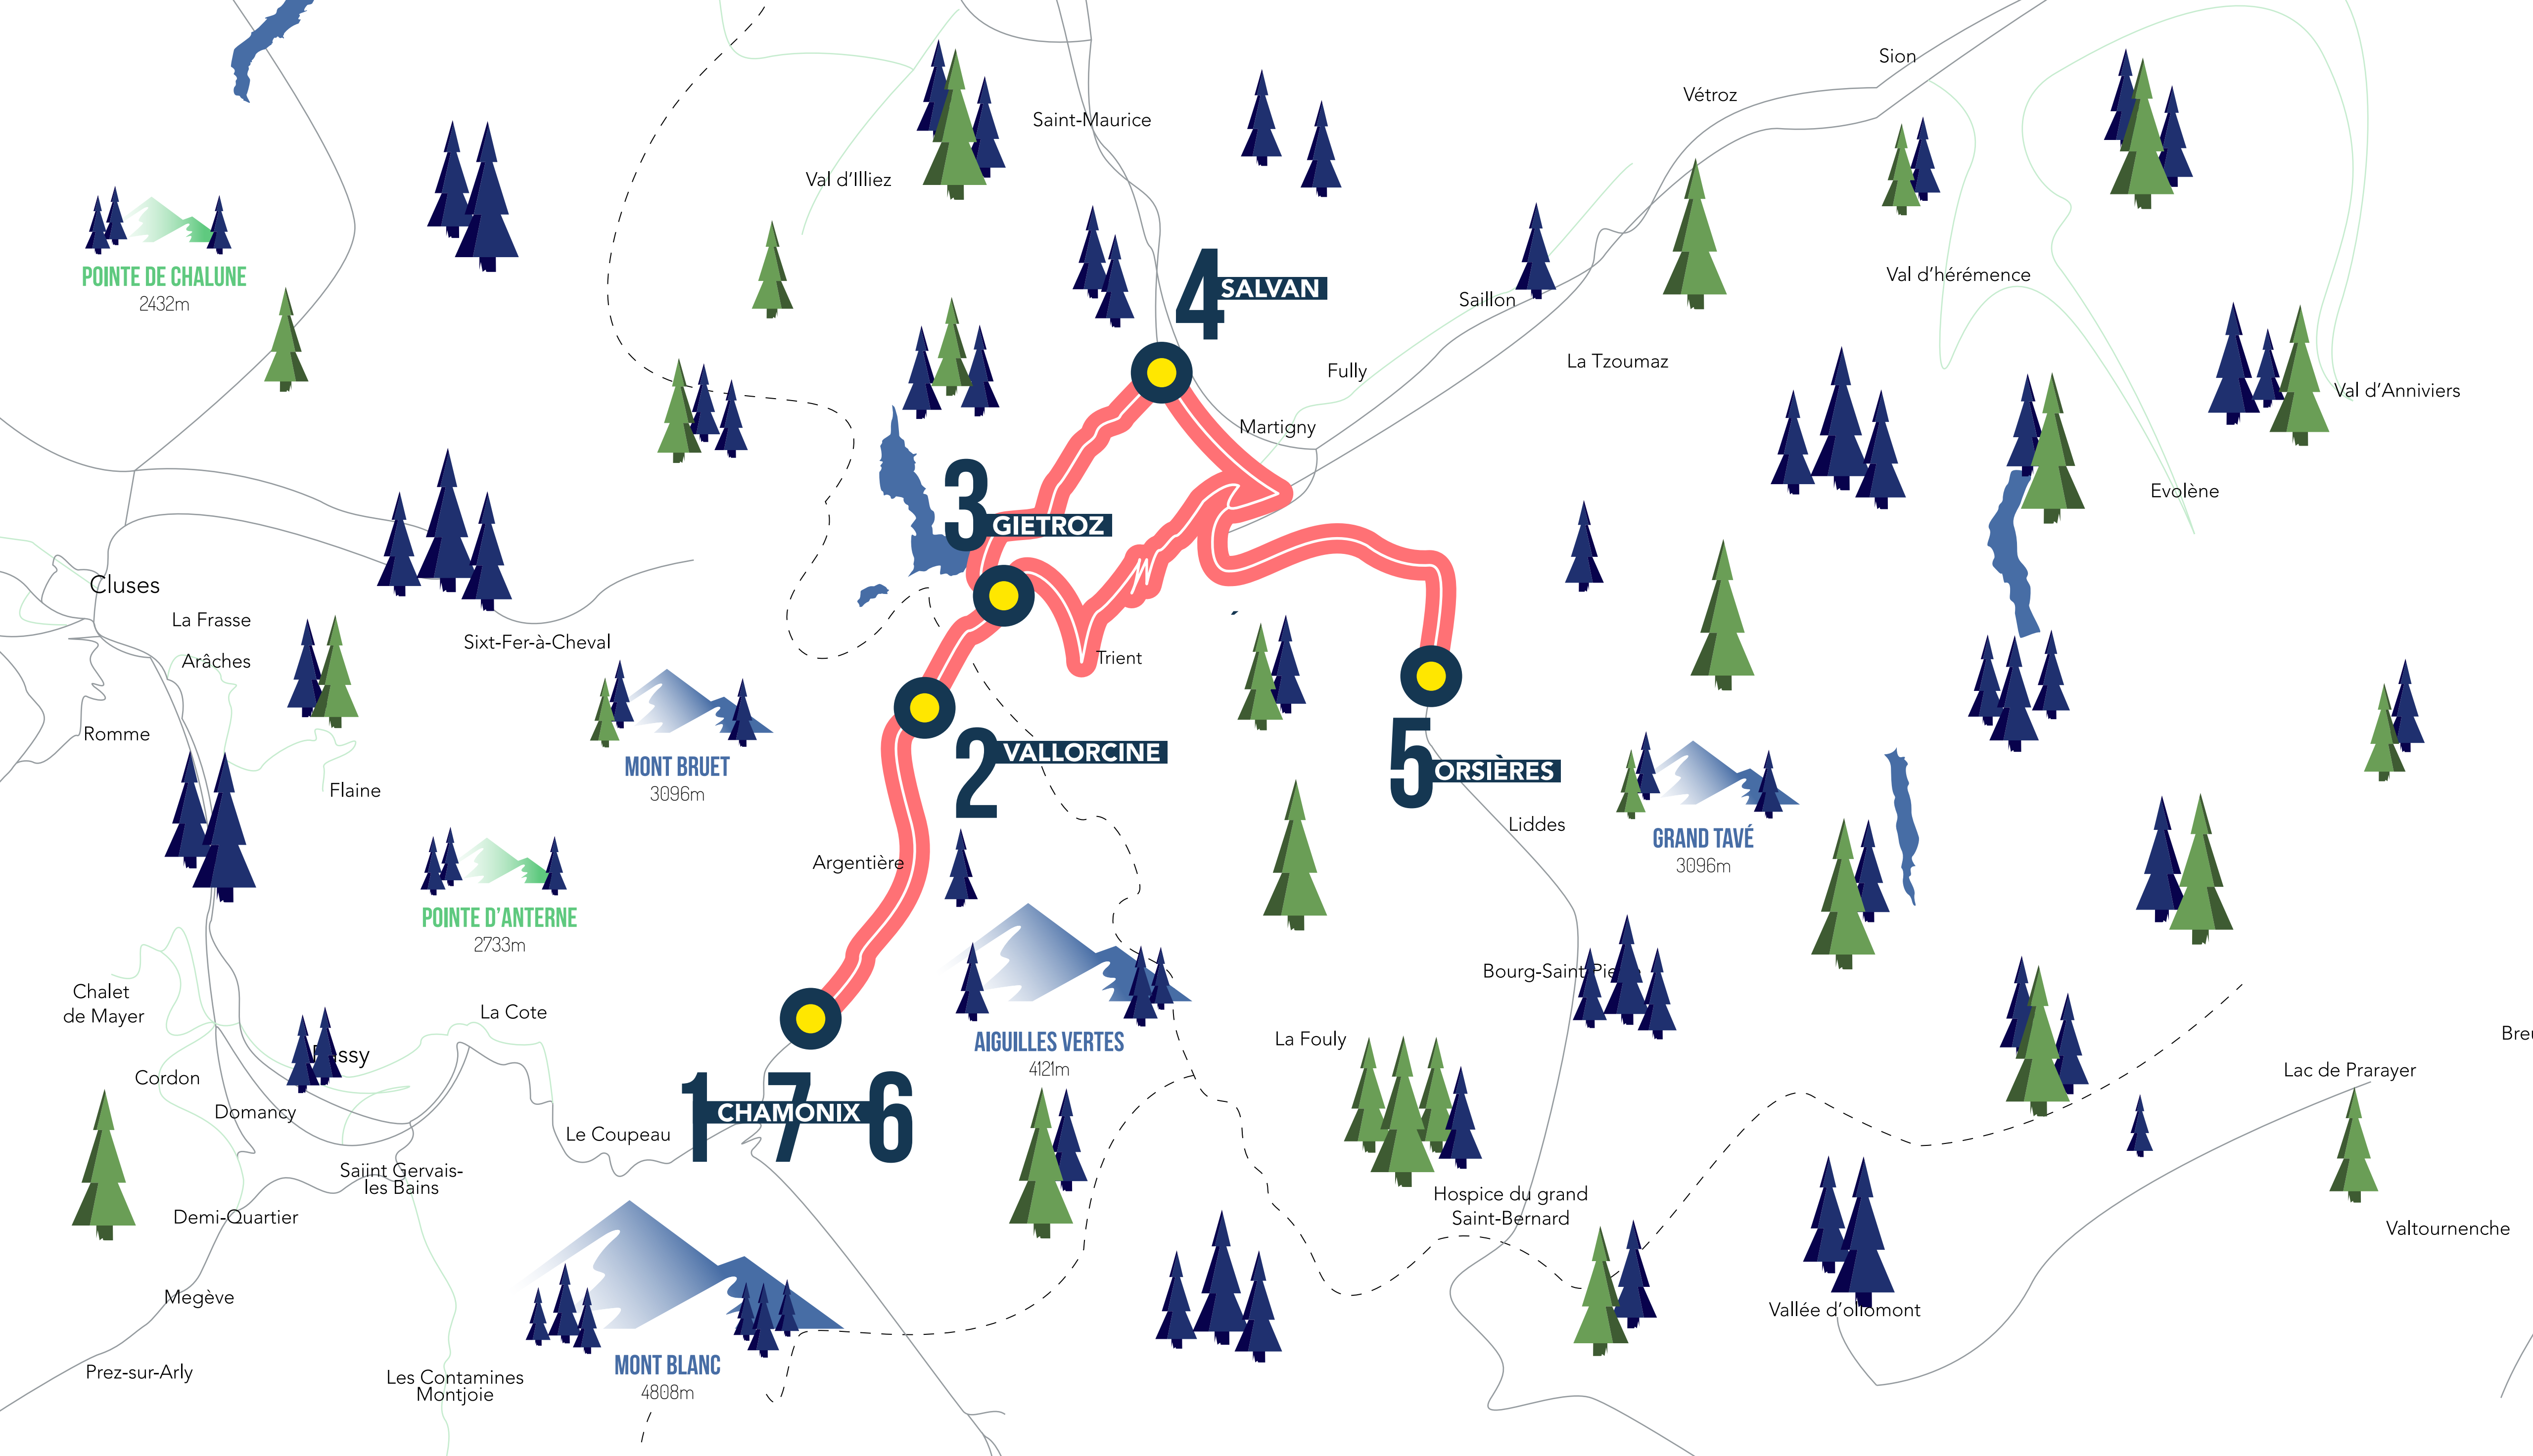 Sion
Vétroz
Saint-Maurice
Val d'Illiez
POINTE DE CHALUNE
2432m
Val d'hérémence
4
SALVAN
Saillon
La Tzoumaz
Fully
Val d'Anniviers
Martigny
Evolène
3
GIETROZ
Cluses
La Frasse
Sixt-Fer-à-Cheval
Arâches
Trient
Romme
MONT BRUET
3096m
2
VALLORCINE
5
ORSIÈRES
Flaine
Liddes
GRAND TAVÉ
3096m
Argentière
POINTE D'ANTERNE
2733m
Bourg-Saint
Chalet
de Mayer
La Cote
AIGUILLES VERTES
4121m
La Fouly
Lac de Prarayer
Cordon
Domancy
1 7 6
CHAMONIX
Le Coupeau
Saiint Gervais-
les Bains
Hospice du grand
Saint-Bernard
Demi-Quartier
Valtournenche
Megève
Vallée d'ollomont
MONT BLANC
4808m
Prez-sur-Arly
Les Contamines
Montjoie